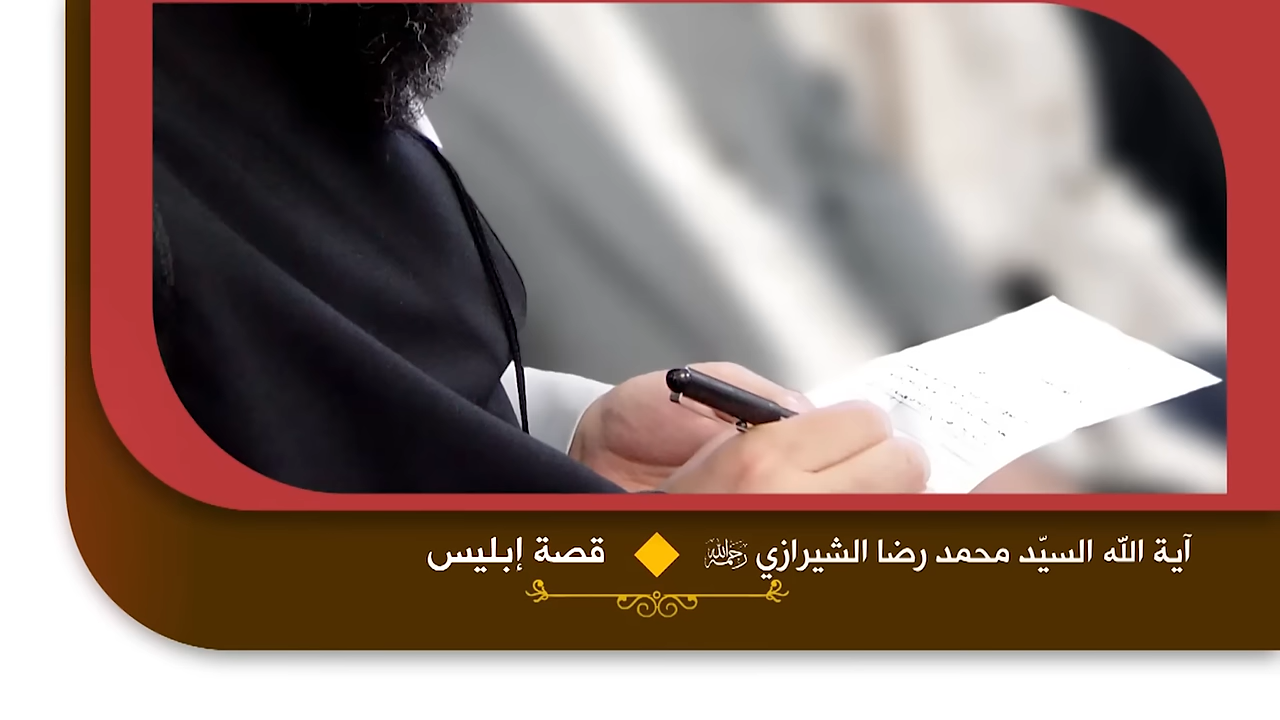 آية الله السيّد محمد رضا الشيرازي رحمه الله قصة إبليس